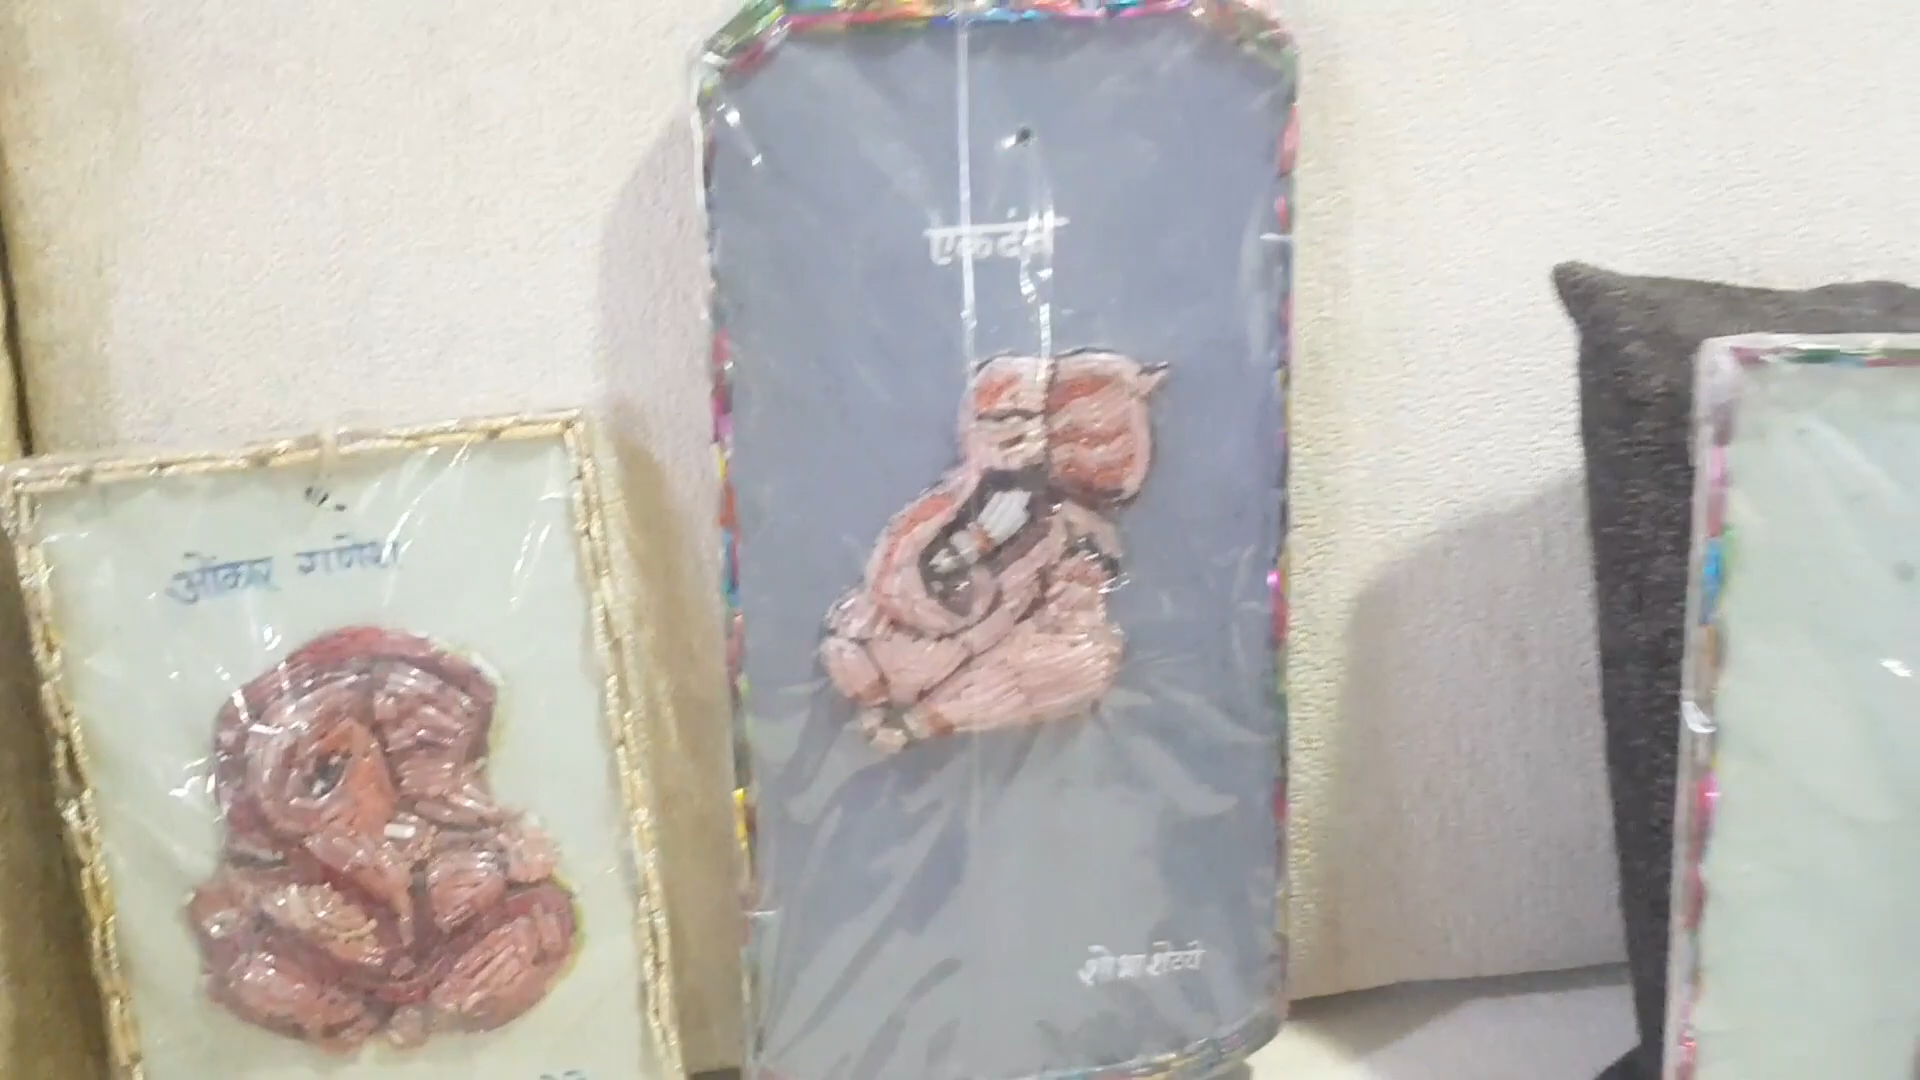 एकदंत
ओंकार गणेश
शोभा शेट्ये